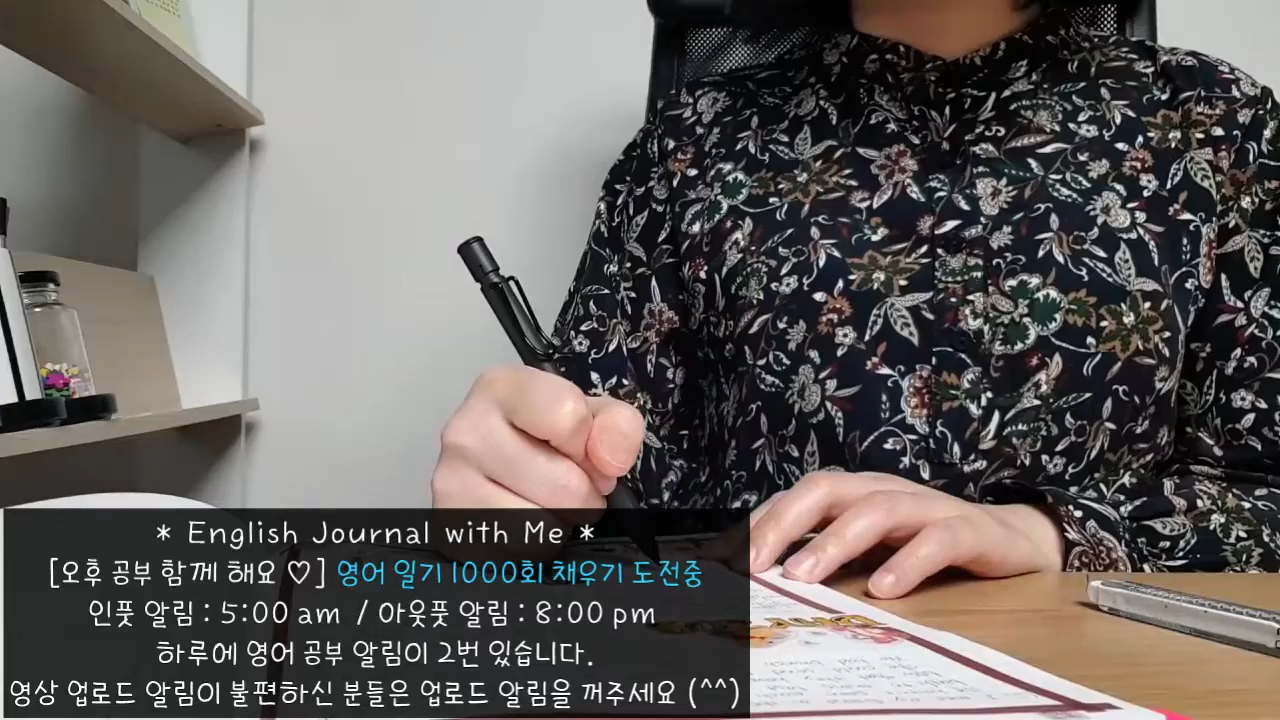 * English Journal with Me *
[오후 공부 함께 해요 ♡] 영어 일기 1000회 채우기 도전중
인풋 알림 : 5:00 am / 아웃풋 알림 : 8:00 pm
하루에 영어 공부 알림이 2번 있습니다.
영상 업로드 알림이 불편하신 분들은 업로드 알림을 꺼주세요 (^^)